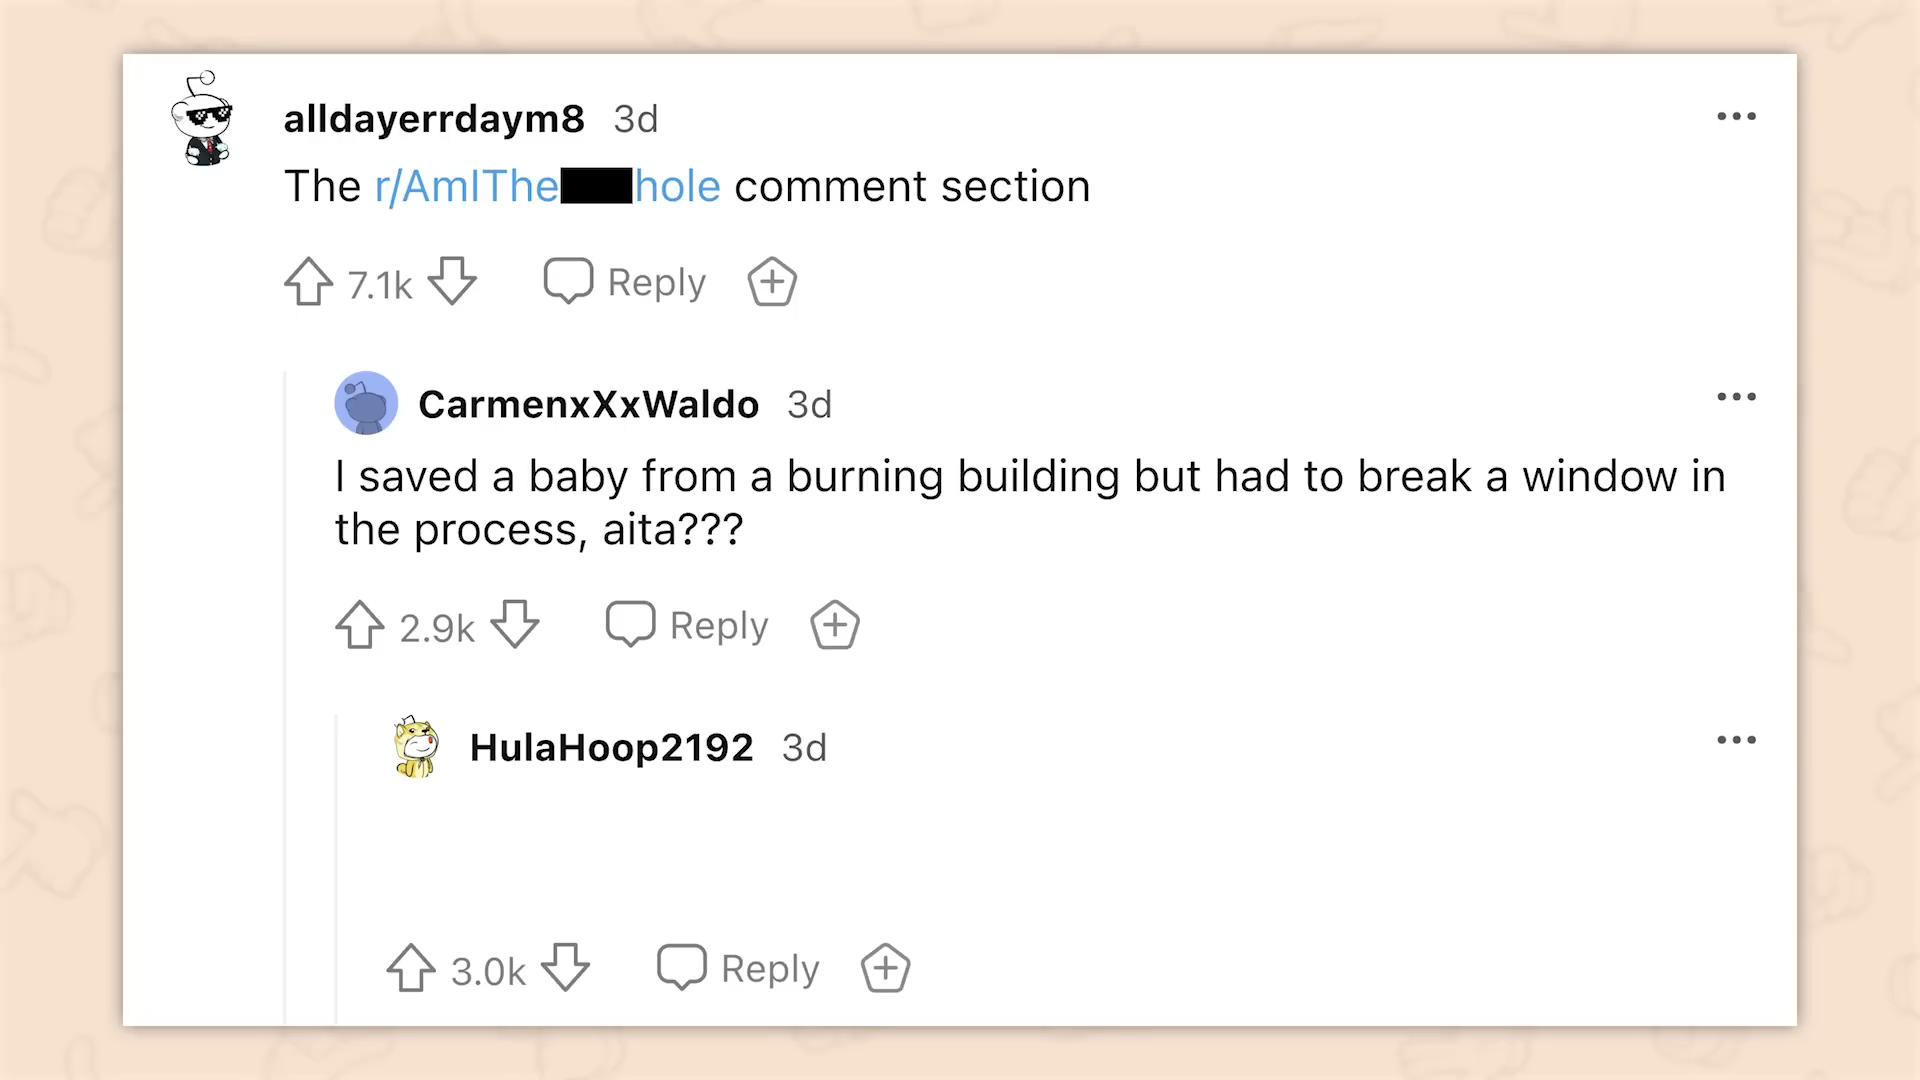 alldayerrdaym8 3d
The r/AmIThe hole comment section
7.1k Reply
CarmenxXxWaldo 3d
I saved a baby from a burning building but had to break a window in
the process, aita???
2.9k Reply
HulaHoop2192 3d
3.0k Reply